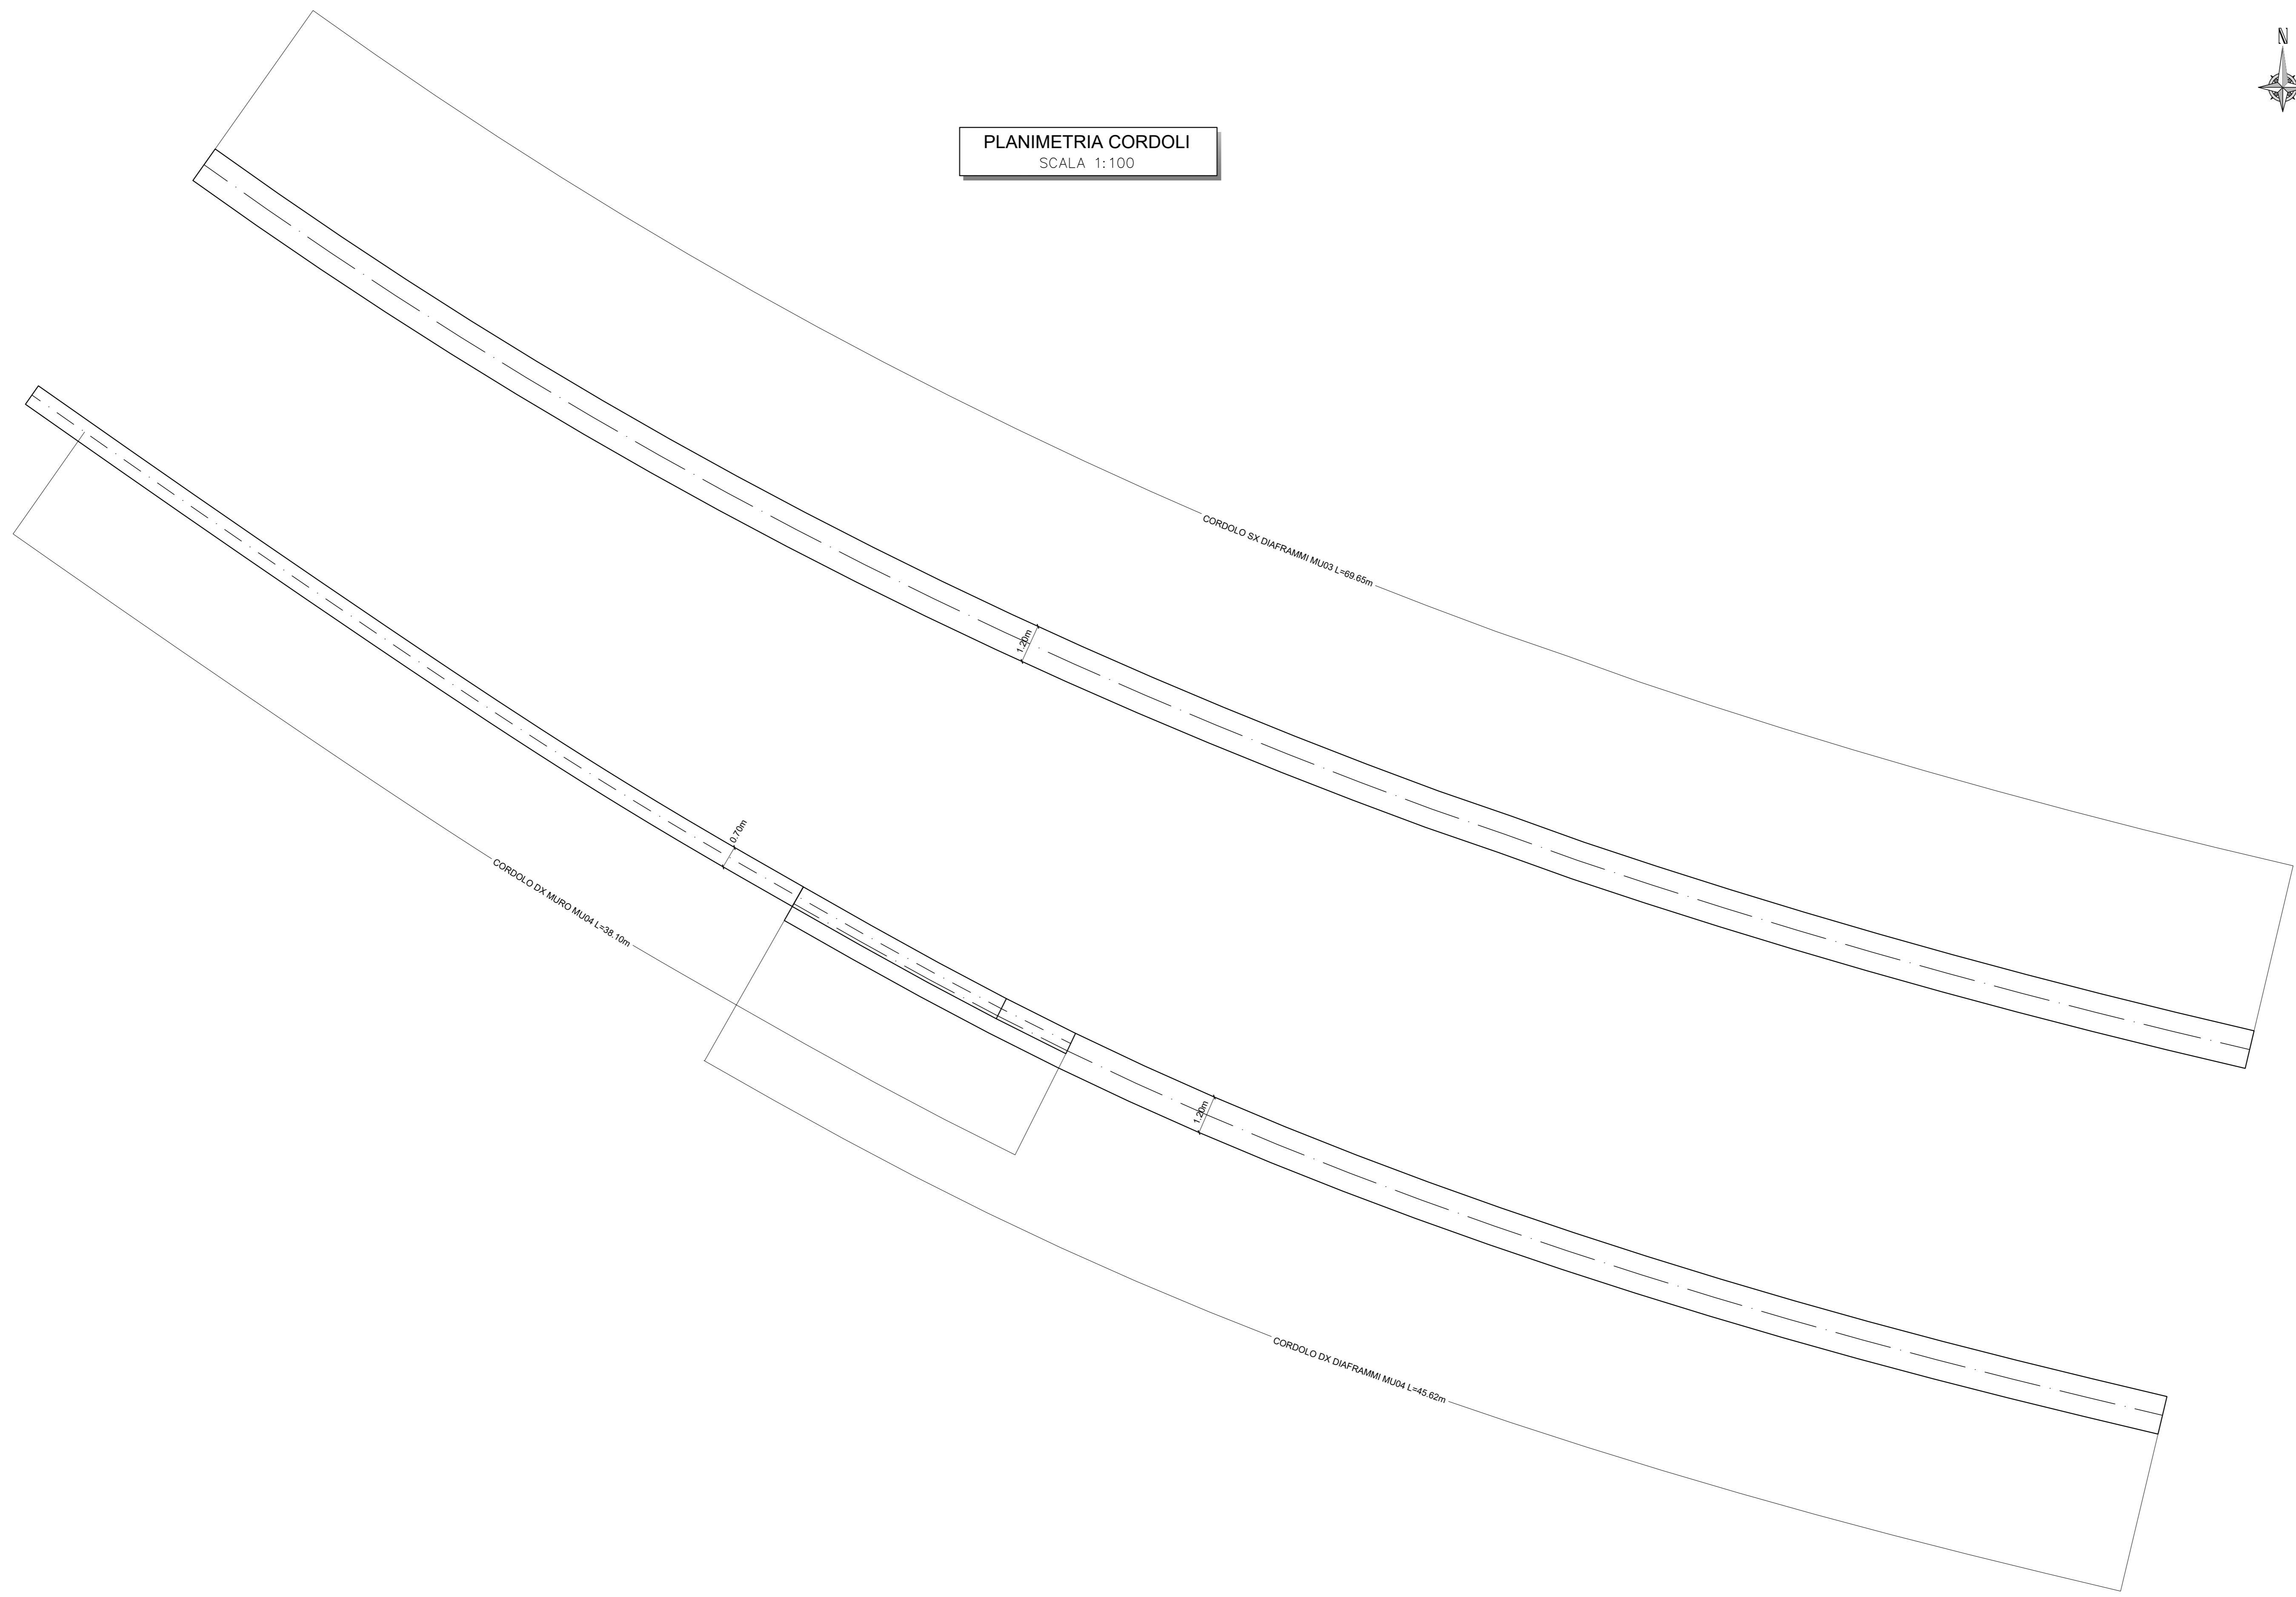 N
PLANIMETRIA CORDOLI
SCALA 1:100
CORDOLO SX DIAFRAMMI MU03 L=69.65m
1.20m
0.70m
CORDOLO DX MURO MU04 L=38.10m
1.20m
CORDOLO DX DIAFRAMMI MU04 L=45.62m